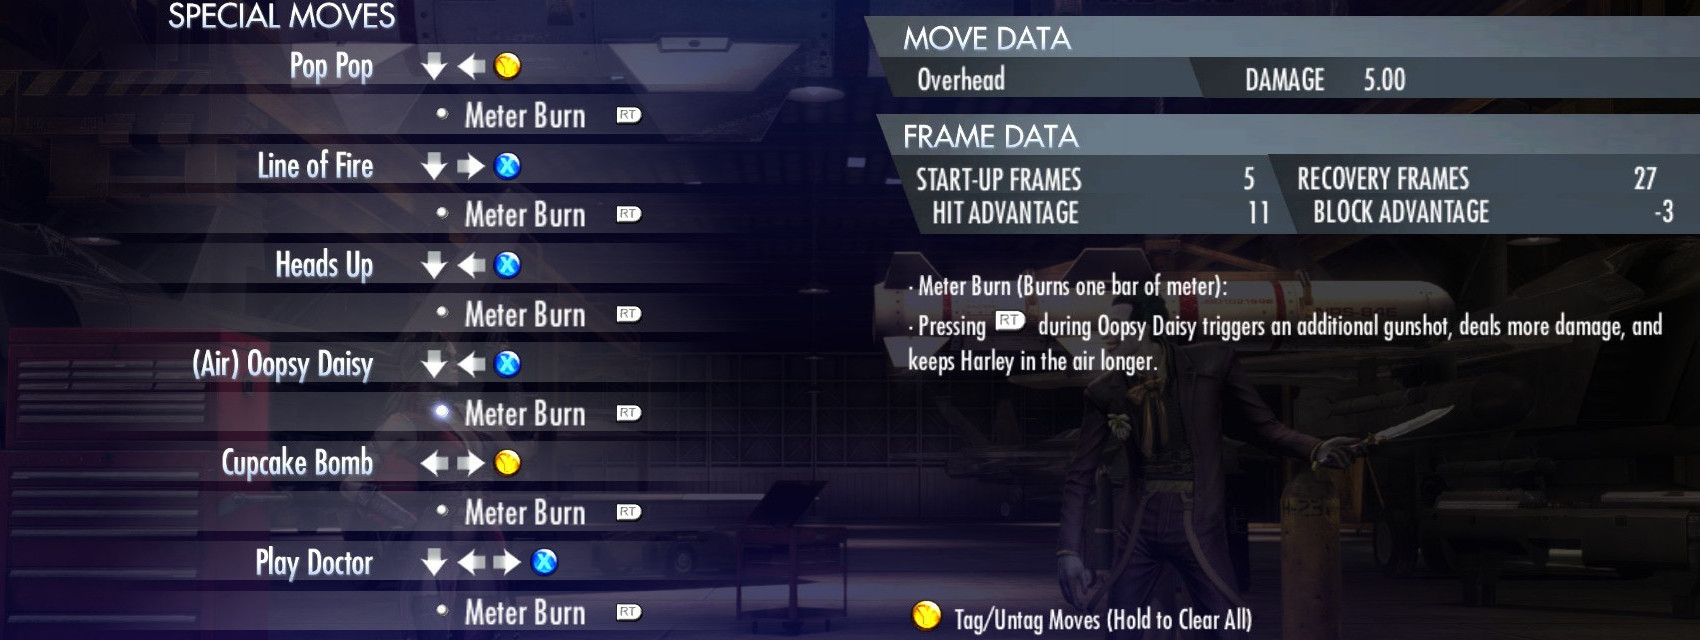 SPECIAL MOVES
Pop Pop Y
Meter Burn RT
Line of Fire X
Meter Burn RT
Heads Up X
Meter Burn RT
(Air) Oopsy Daisy X
Meter Burn RT
Cupcake Bomb Y
Meter Burn RT
Play Doctor X
Meter Burn RT
MOVE DATA
Overhead DAMAGE 5.00
FRAME DATA
START-UP FRAMES 5 RECOVERY FRAMES 27
HIT ADVANTAGE 11 BLOCK ADVANTAGE -3
· Meter Burn (Burns one bar of meter):
· Pressing RT during Oopsy Daisy triggers an additional gunshot, deals more damage, and
keeps Harley in the air longer.
Y Tag/Untag Moves (Hold to Clear All)